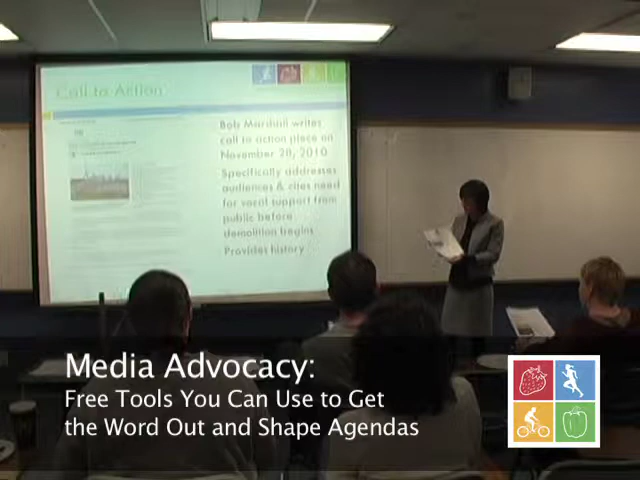 Call to Action
Bob Marshall writes
call to action piece on
November 28, 2010
Specifically addresses
audiences & cites need
for vocal support from
public before
demolition begins
Provides history
Media Advocacy:
Free Tools You Can Use to Get
the Word Out and Shape Agendas